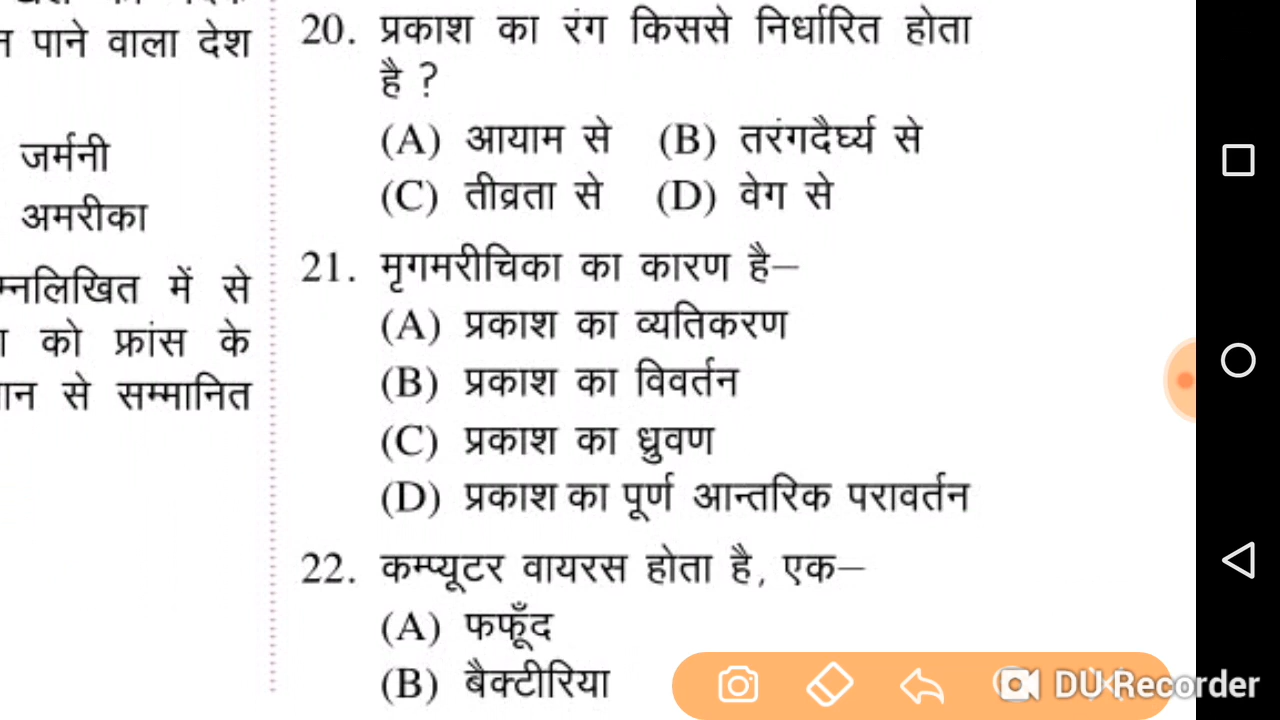 पाने वाला देश
जर्मनी
अमरीका
में से
को फ्रांस के
से सम्मानित
20. प्रकाश का रंग किससे निर्धारित होता
है ?
(A) आयाम से (B) तरंगदैर्घ्य से
(C) तीव्रता से (D) वेग से
21. मृगमरीचिका का कारण है—
(A) प्रकाश का व्यतिकरण
(B) प्रकाश का विवर्तन
(C) प्रकाश का ध्रुवण
(D) प्रकाश का पूर्ण आन्तरिक परावर्तन
22. कम्प्यूटर वायरस होता है, एक—
(A) फफूँद
(B) बैक्टीरिया
DU Recorder